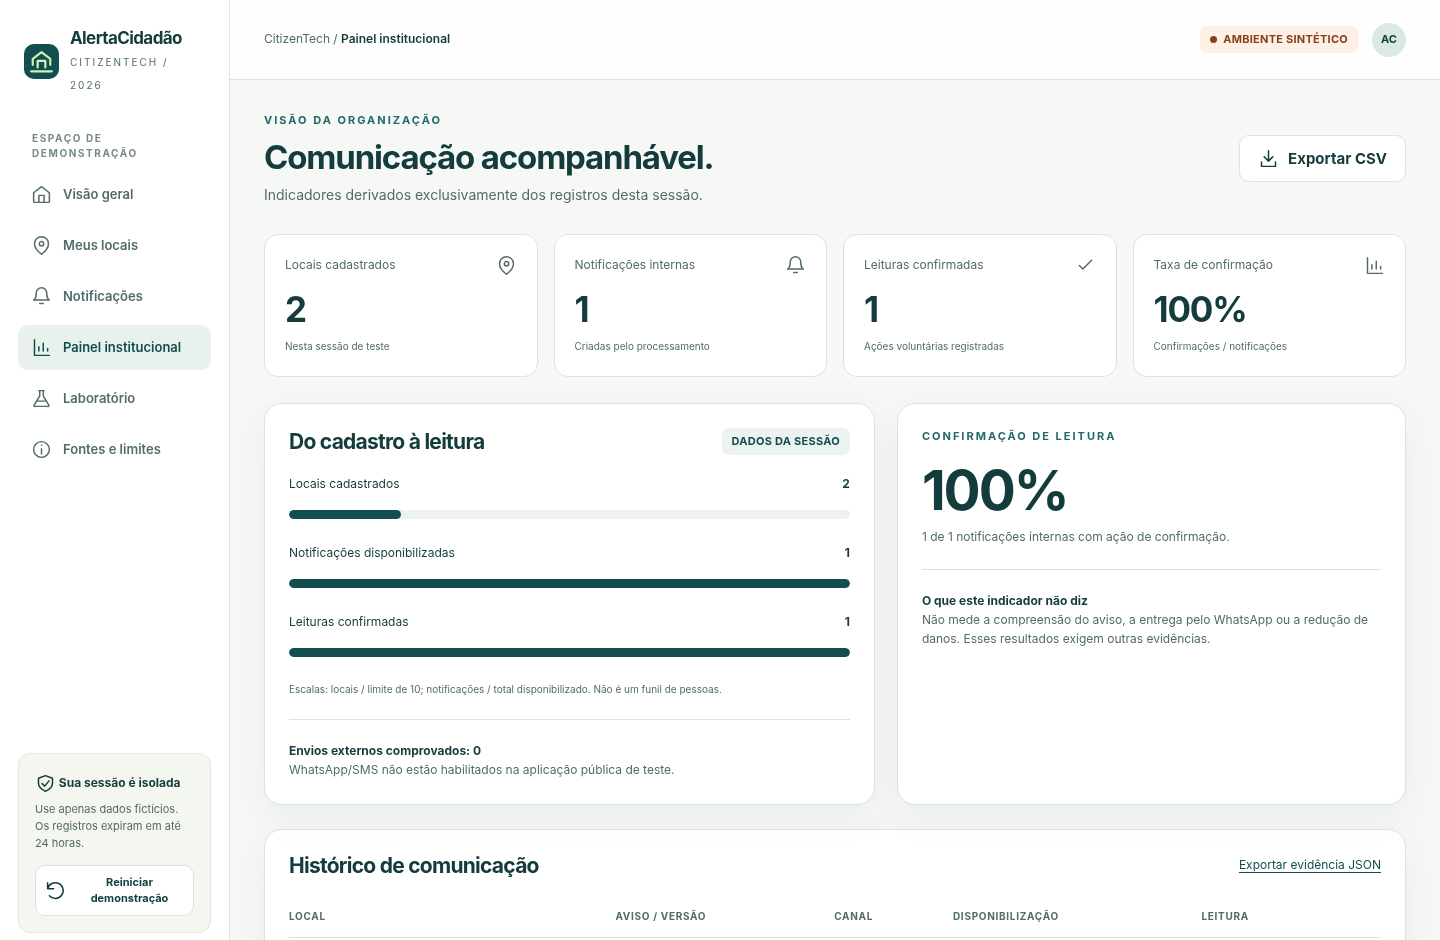 AlertaCidadão
CITIZENTECH /
2026
ESPAÇO DE
DEMONSTRAÇÃO
Visão geral
Meus locais
Notificações
Painel institucional
Laboratório
Fontes e limites
Sua sessão é isolada
Use apenas dados fictícios.
Os registros expiram em até
24 horas.
Reiniciar
demonstração
CitizenTech / Painel institucional
AMBIENTE SINTÉTICO
AC
VISÃO DA ORGANIZAÇÃO
Comunicação acompanhável.
Indicadores derivados exclusivamente dos registros desta sessão.
Exportar CSV
Locais cadastrados
2
Nesta sessão de teste
Notificações internas
1
Criadas pelo processamento
Leituras confirmadas
1
Ações voluntárias registradas
Taxa de confirmação
100%
Confirmações / notificações
Do cadastro à leitura
DADOS DA SESSÃO
Locais cadastrados 2
Notificações disponibilizadas 1
Leituras confirmadas 1
Escalas: locais / limite de 10; notificações / total disponibilizado. Não é um funil de pessoas.
Envios externos comprovados: 0
WhatsApp/SMS não estão habilitados na aplicação pública de teste.
CONFIRMAÇÃO DE LEITURA
100%
1 de 1 notificações internas com ação de confirmação.
O que este indicador não diz
Não mede a compreensão do aviso, a entrega pelo WhatsApp ou a redução de
danos. Esses resultados exigem outras evidências.
Histórico de comunicação
Exportar evidência JSON
LOCAL AVISO / VERSÃO CANAL DISPONIBILIZAÇÃO LEITURA